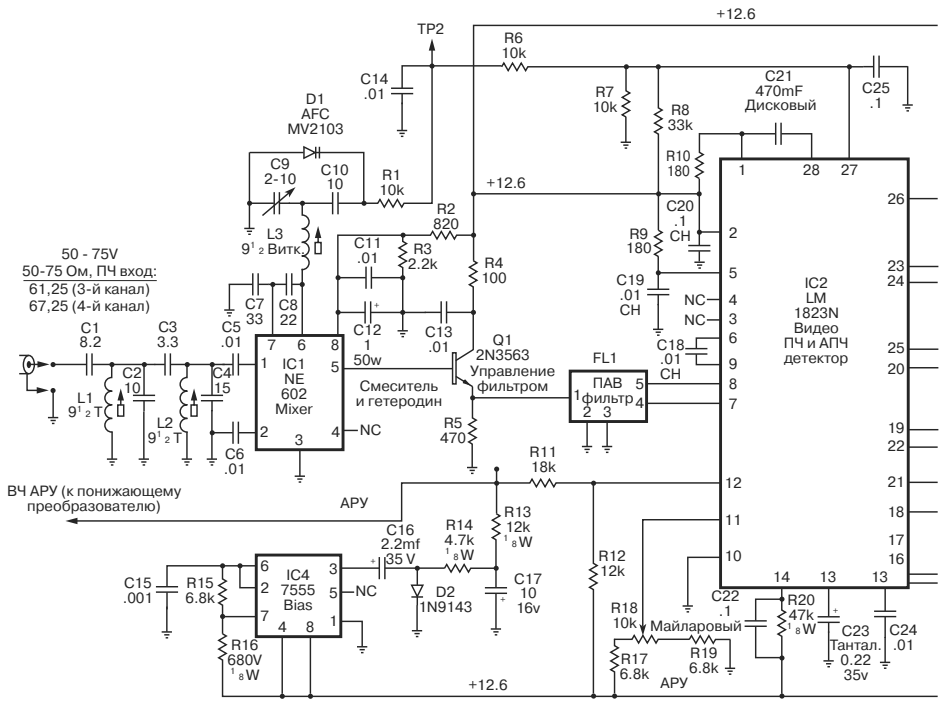 +12.6
TP2
R6
10k
C14
.01
R7
10k
R8
33k
C21
470mF
Дисковый
C25
.1
D1
AFC
MV2103
C9
2-10
C10
10
R1
10k
+12.6
R10
180
1
28
27
26
L3
9 1 2 Витк.
R2
820
C11
.01
R3
2.2k
R4
100
R9
180
C20
.1
CH
2
5
C19
.01
CH
NC
4
NC
3
IC2
LM
1823N
Видео
ПЧ и АПЧ
детектор
23
24
50 - 75V
50-75 Ом, ПЧ вход:
61,25 (3-й канал)
67,25 (4-й канал)
C7
33
C8
22
C12
1
C13
.01
C1
8.2
C3
3.3
C5
.01
7
6
8
1
IC1
NE
602
Mixer
5
50w
2
4
NC
3
Смеситель
и гетеродин
Q1
2N3563
Управление
фильтром
FL1
ПАВ
фильтр
1
2
3
5
4
C18
.01
CH
6
9
8
7
25
20
L1
9 1 2 T
C2
10
L2
9 1 2 T
C4
15
C6
.01
R5
470
19
22
ВЧ АРУ (к понижающему
преобразователю)
АРУ
R11
18k
12
21
11
18
C16
2.2mf
35 V
R14
4.7k
1 8 W
R13
12k
1 8 W
R12
12k
10
17
16
C15
.001
R15
6.8k
6
2
7
IC4
7555
Bias
3
5
NC
1
4
8
D2
1N9143
C17
10
16v
R16
680V
1 8 W
R18
10k
Майларовый
R17
6.8k
R19
6.8k
C22
.1
14
13
13
R20
47k
1 8 W
C23
Тантал.
0.22
35v
C24
.01
+12.6
АРУ